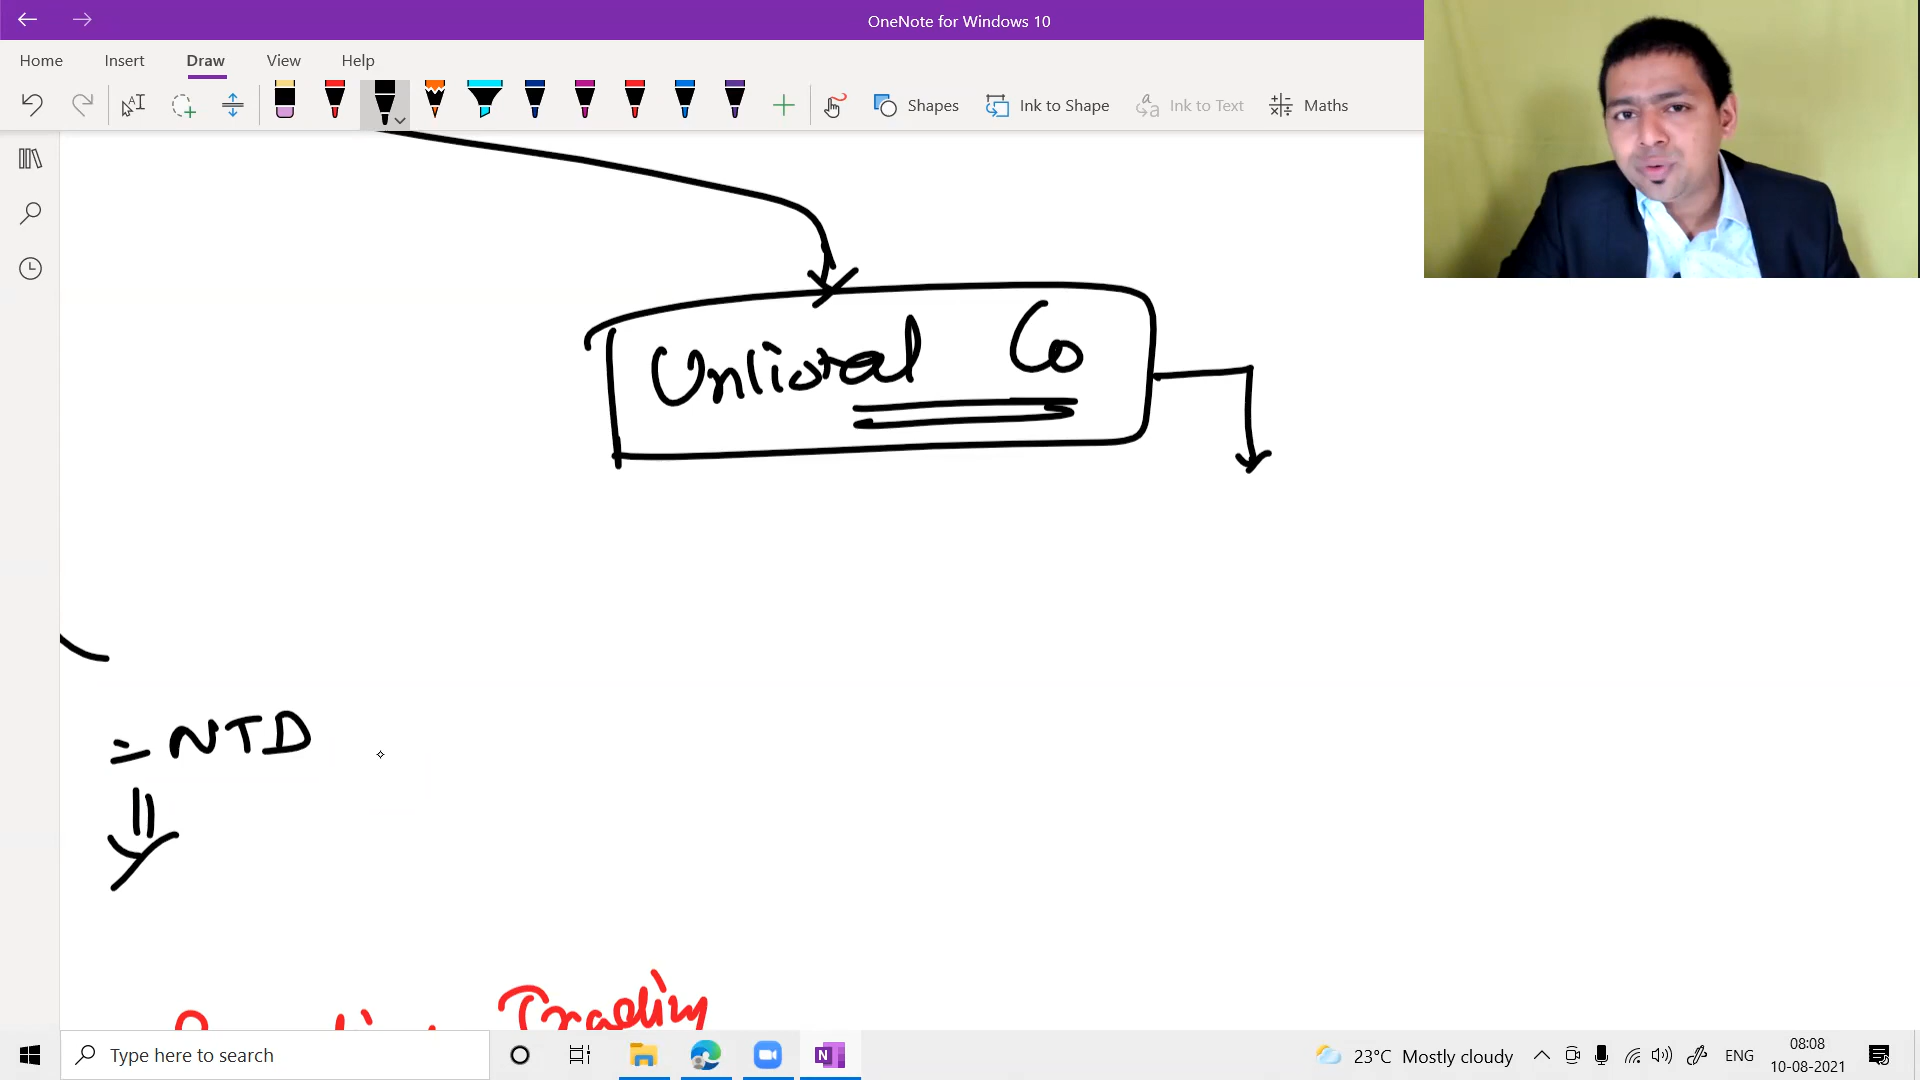 OneNote for Windows 10
Home Insert Draw View Help
Shapes Ink to Shape Ink to Text Maths
Unlisted Co
= NTD
Trading
Type here to search
N
23°C Mostly cloudy
ENG
08:08
10-08-2021